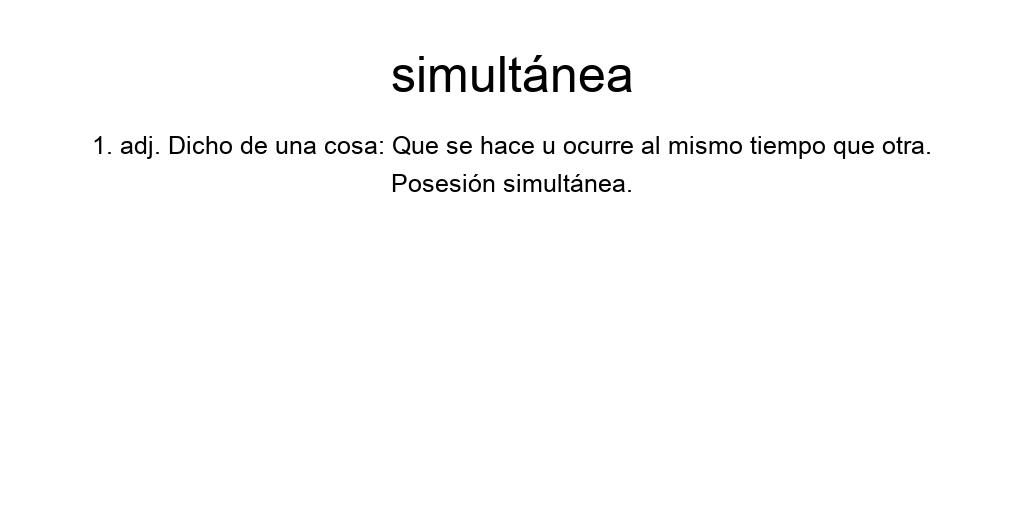 simultánea
1. adj. Dicho de una cosa: Que se hace u ocurre al mismo tiempo que otra.
Posesión simultánea.